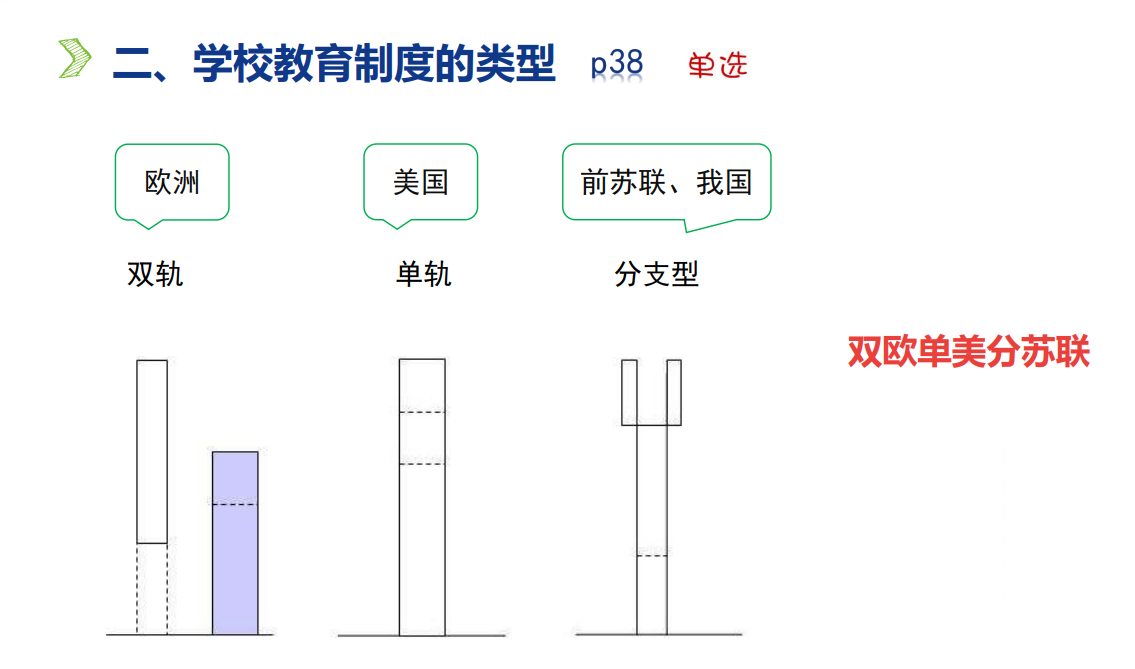 二、学校教育制度的类型 p38 单选
欧洲 美国 前苏联、我国
双轨 单轨 分支型
双欧单美分苏联